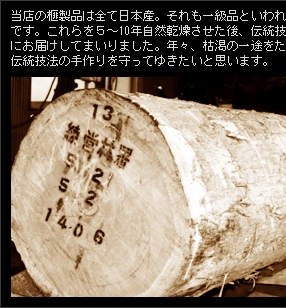 当店の榧製品は全て日本産。それも一級品といわれ
です。これらを５～10年自然乾燥させた後、伝統技
にお届けしてまいりました。年々、枯渇の一途をた
伝統技法の手作りを守ってゆきたいと思います。
13
5 2
5 2
1406